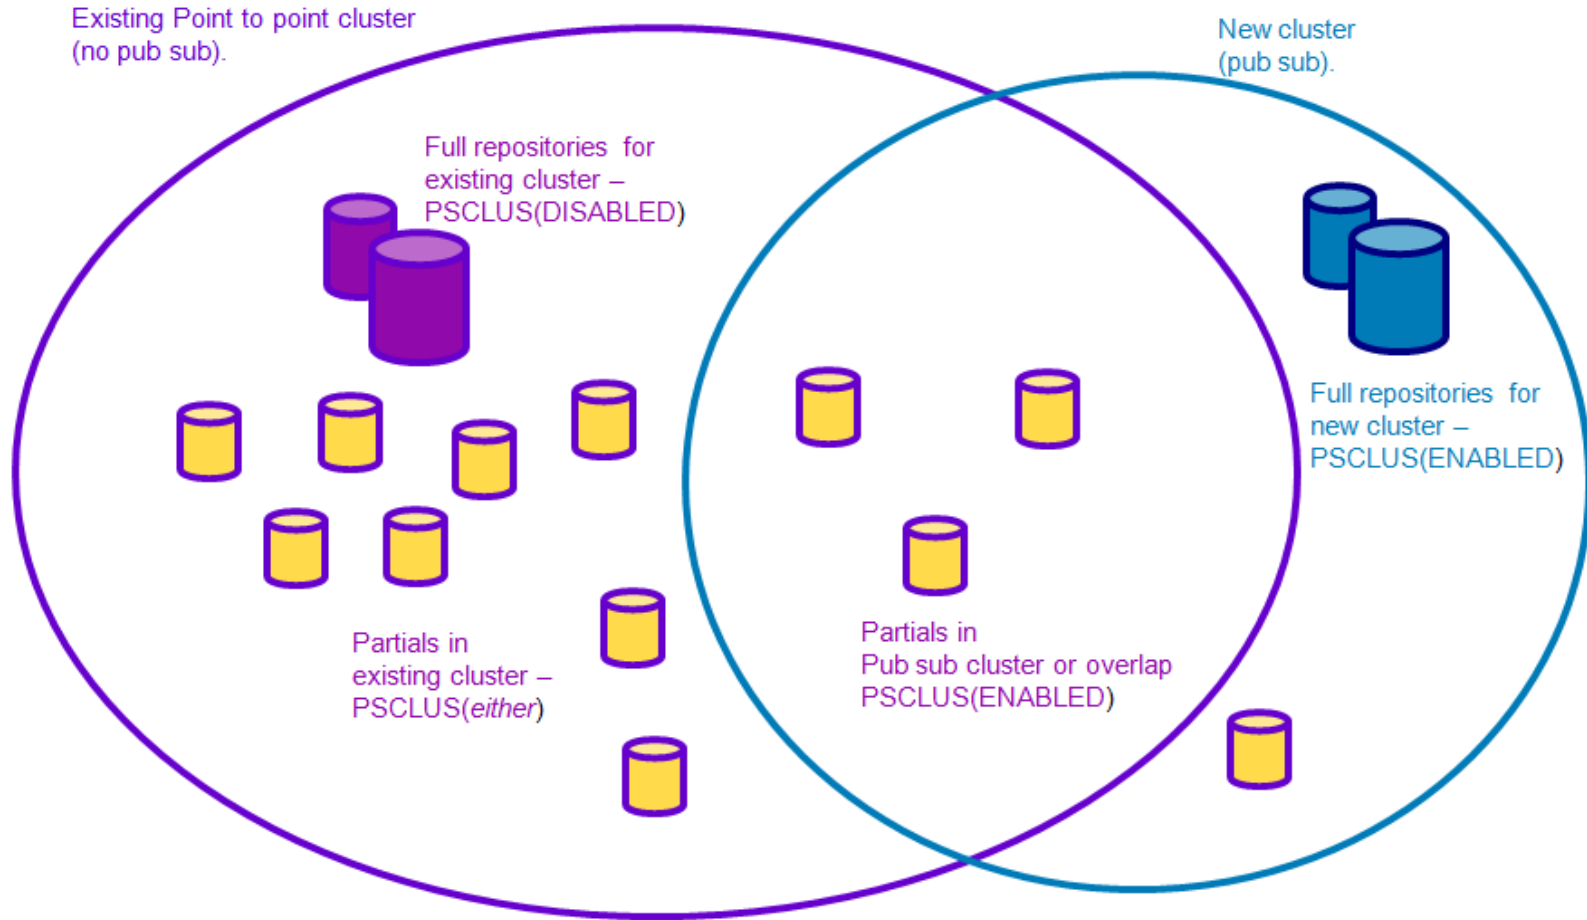 Existing Point to point cluster
(no pub sub).
New cluster
(pub sub).
Full repositories for
existing cluster –
PSCLUS(DISABLED)
Full repositories for
new cluster –
PSCLUS(ENABLED)
Partials in
existing cluster –
PSCLUS(either)
Partials in
Pub sub cluster or overlap
PSCLUS(ENABLED)